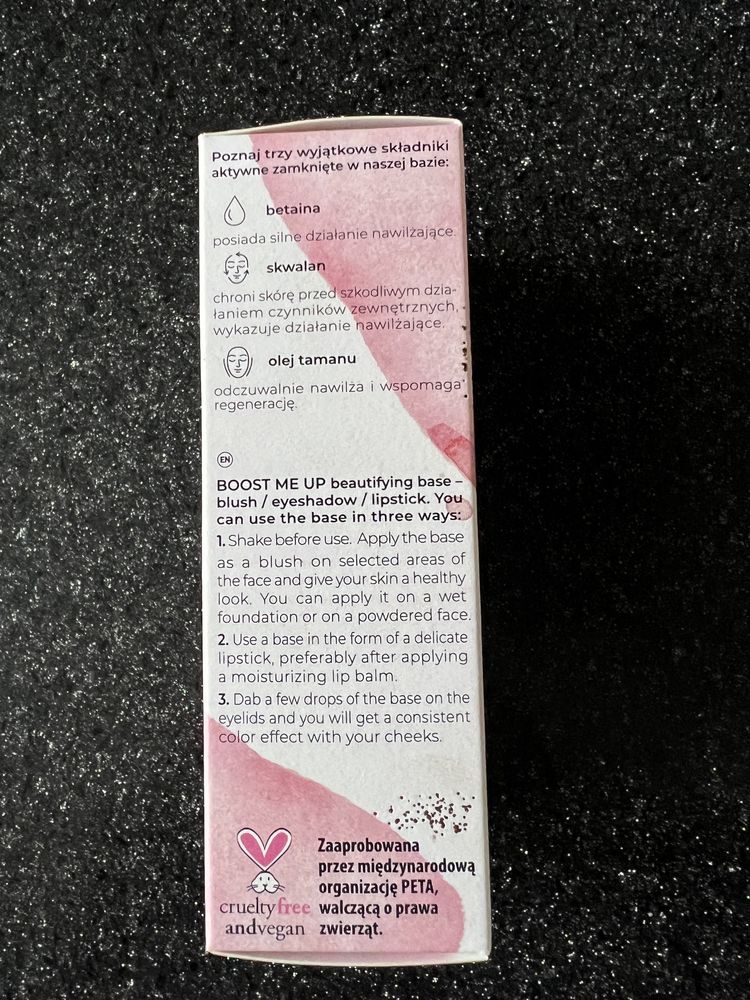 Poznaj trzy wyjątkowe składniki
aktywne zamknięte w naszej bazie:
betaina
posiada silne działanie nawilżające.
skwalan
chroni skórę przed szkodliwym dzia-
łaniem czynników zewnętrznych,
wykazuje działanie nawilżające.
olej tamanu
odczuwalnie nawilża i wspomaga
regenerację.
EN
BOOST ME UP beautifying base –
blush / eyeshadow / lipstick. You
can use the base in three ways:
1. Shake before use. Apply the base
as a blush on selected areas of
the face and give your skin a healthy
look. You can apply it on a wet
foundation or on a powdered face.
2. Use a base in the form of a delicate
lipstick, preferably after applying
a moisturizing lip balm.
3. Dab a few drops of the base on the
eyelids and you will get a consistent
color effect with your cheeks.
crueltyfree
andvegan
Zaaprobowana
przez międzynarodową
organizację PETA,
walczącą o prawa
zwierząt.